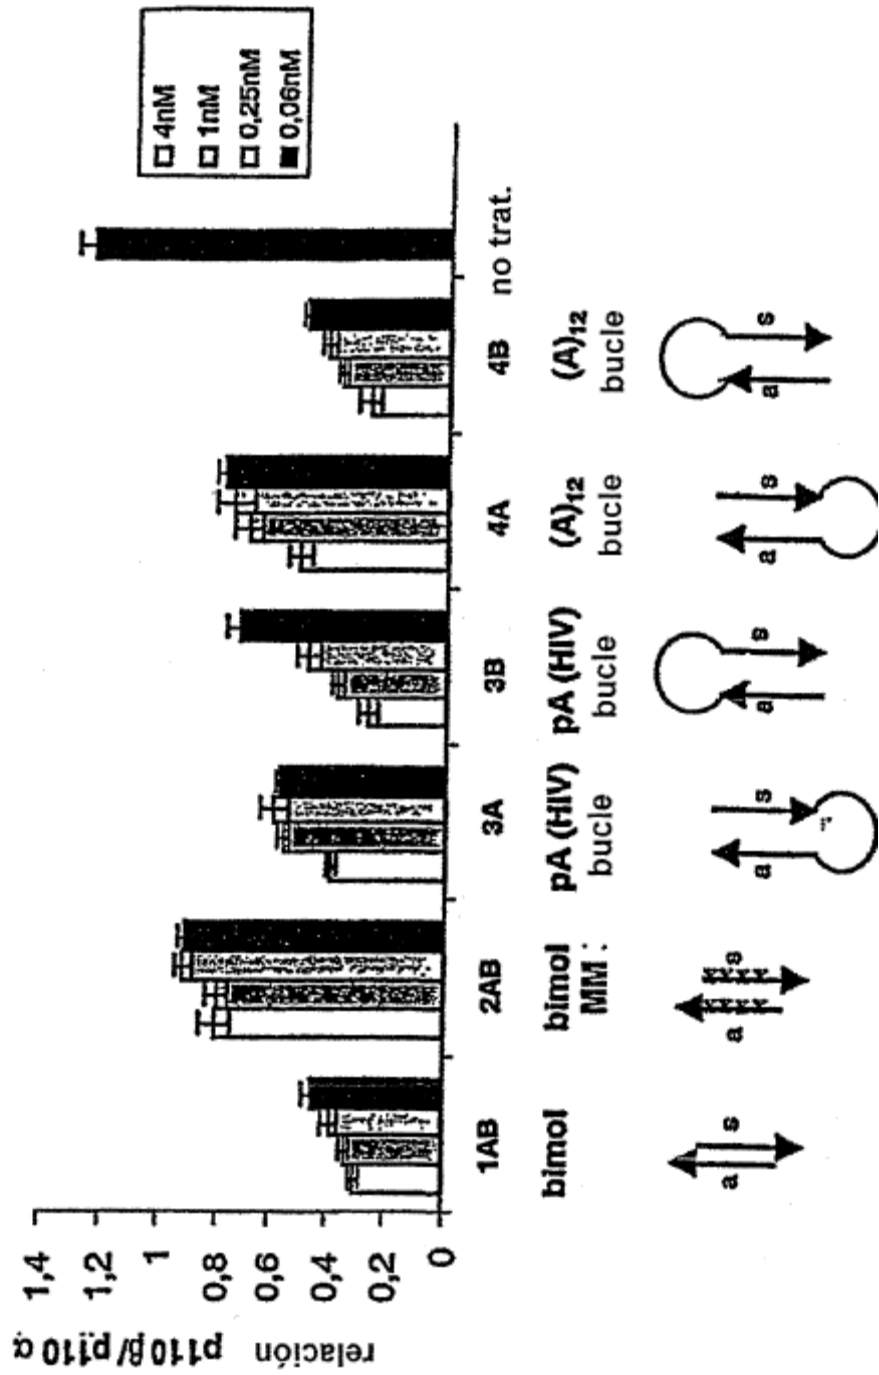 relación
p110β/p110 α
1,4
1,2
1
0,8
0,6
0,4
0,2
0
4nM
1nM
0,25nM
0,06nM
1AB
2AB
3A
3B
4A
4B
no trat.
bimol
bimol
MM :
pA (HIV)
bucle
pA (HIV)
bucle
(A)12
bucle
(A)12
bucle
a
s
a
s
a
s
a
s
a
s
a
s